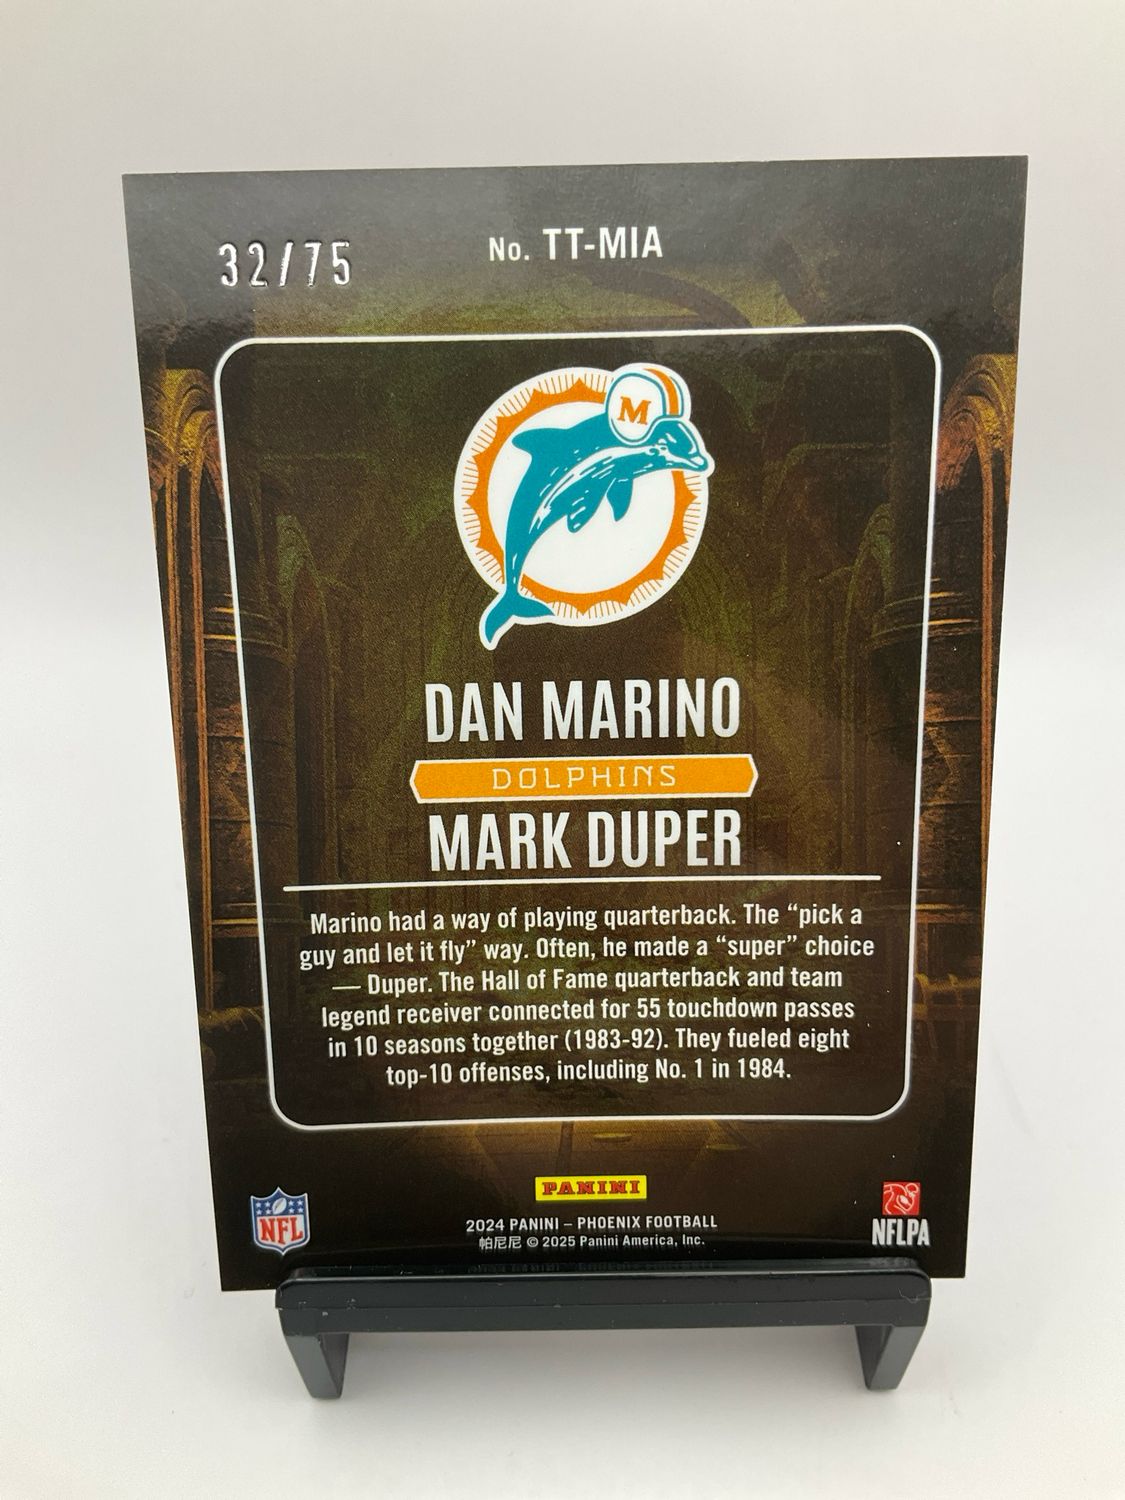 32/75
No. TT-MIA
M
DAN MARINO
DOLPHINS
MARK DUPER
Marino had a way of playing quarterback. The “pick a
guy and let it fly” way. Often, he made a “super” choice
— Duper. The Hall of Fame quarterback and team
legend receiver connected for 55 touchdown passes
in 10 seasons together (1983-92). They fueled eight
top-10 offenses, including No. 1 in 1984.
PANINI
NFL
2024 PANINI – PHOENIX FOOTBALL
帕尼尼 © 2025 Panini America, Inc.
NFLPA